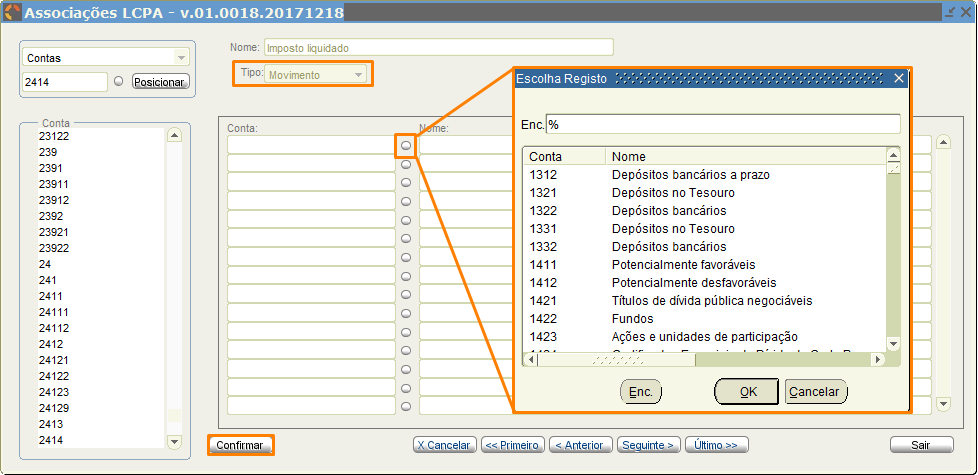 Associações LCPA - v.01.0018.20171218
Contas
2414
Posicionar
Nome: Imposto liquidado
Tipo: Movimento
Conta
23122
239
2391
23911
23912
2392
23921
23922
24
241
2411
24111
24112
2412
24121
24122
24123
24129
2413
2414
Conta:
Nome:
Escolha Registo
Enc. %
Conta Nome
1312 Depósitos bancários a prazo
1321 Depósitos no Tesouro
1322 Depósitos bancários
1331 Depósitos no Tesouro
1332 Depósitos bancários
1411 Potencialmente favoráveis
1412 Potencialmente desfavoráveis
1421 Títulos de dívida pública negociáveis
1422 Fundos
1423 Ações e unidades de participação
Enc. OK Cancelar
Confirmar X Cancelar << Primeiro < Anterior Seguinte > Último >> Sair